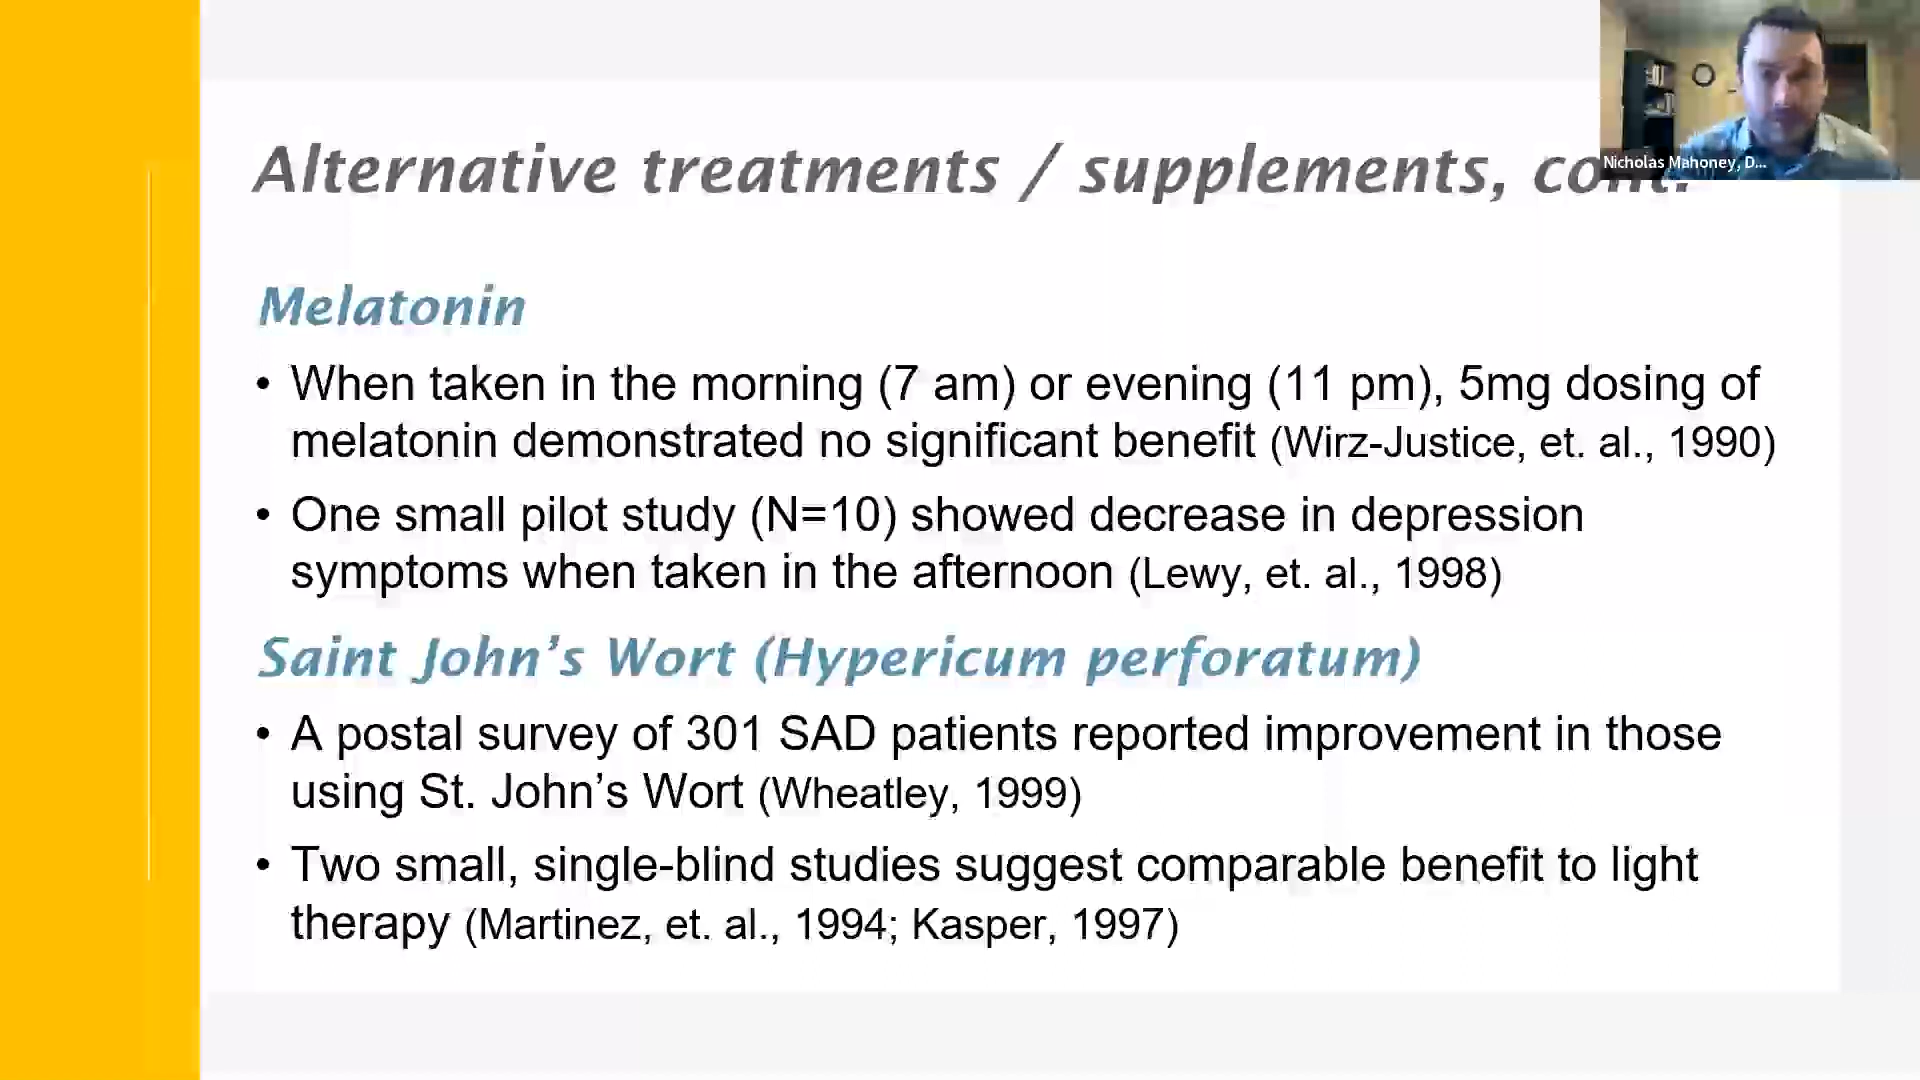 Alternative treatments / supplements, cont.
Nicholas Mahoney, D...
Melatonin
• When taken in the morning (7 am) or evening (11 pm), 5mg dosing of
melatonin demonstrated no significant benefit (Wirz-Justice, et. al., 1990)
• One small pilot study (N=10) showed decrease in depression
symptoms when taken in the afternoon (Lewy, et. al., 1998)
Saint John’s Wort (Hypericum perforatum)
• A postal survey of 301 SAD patients reported improvement in those
using St. John’s Wort (Wheatley, 1999)
• Two small, single-blind studies suggest comparable benefit to light
therapy (Martinez, et. al., 1994; Kasper, 1997)